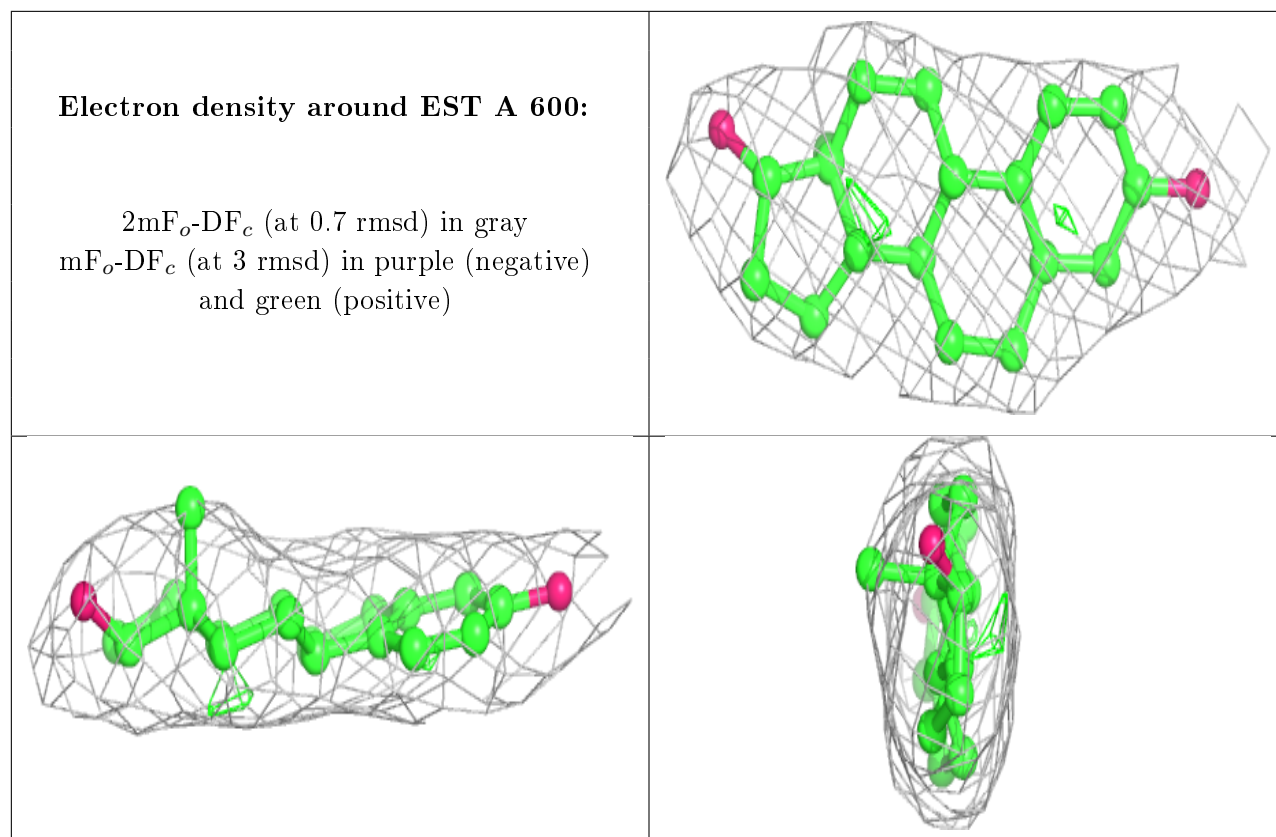 Electron density around EST A 600:
2mFo-DFc (at 0.7 rmsd) in gray
mFo-DFc (at 3 rmsd) in purple (negative)
and green (positive)